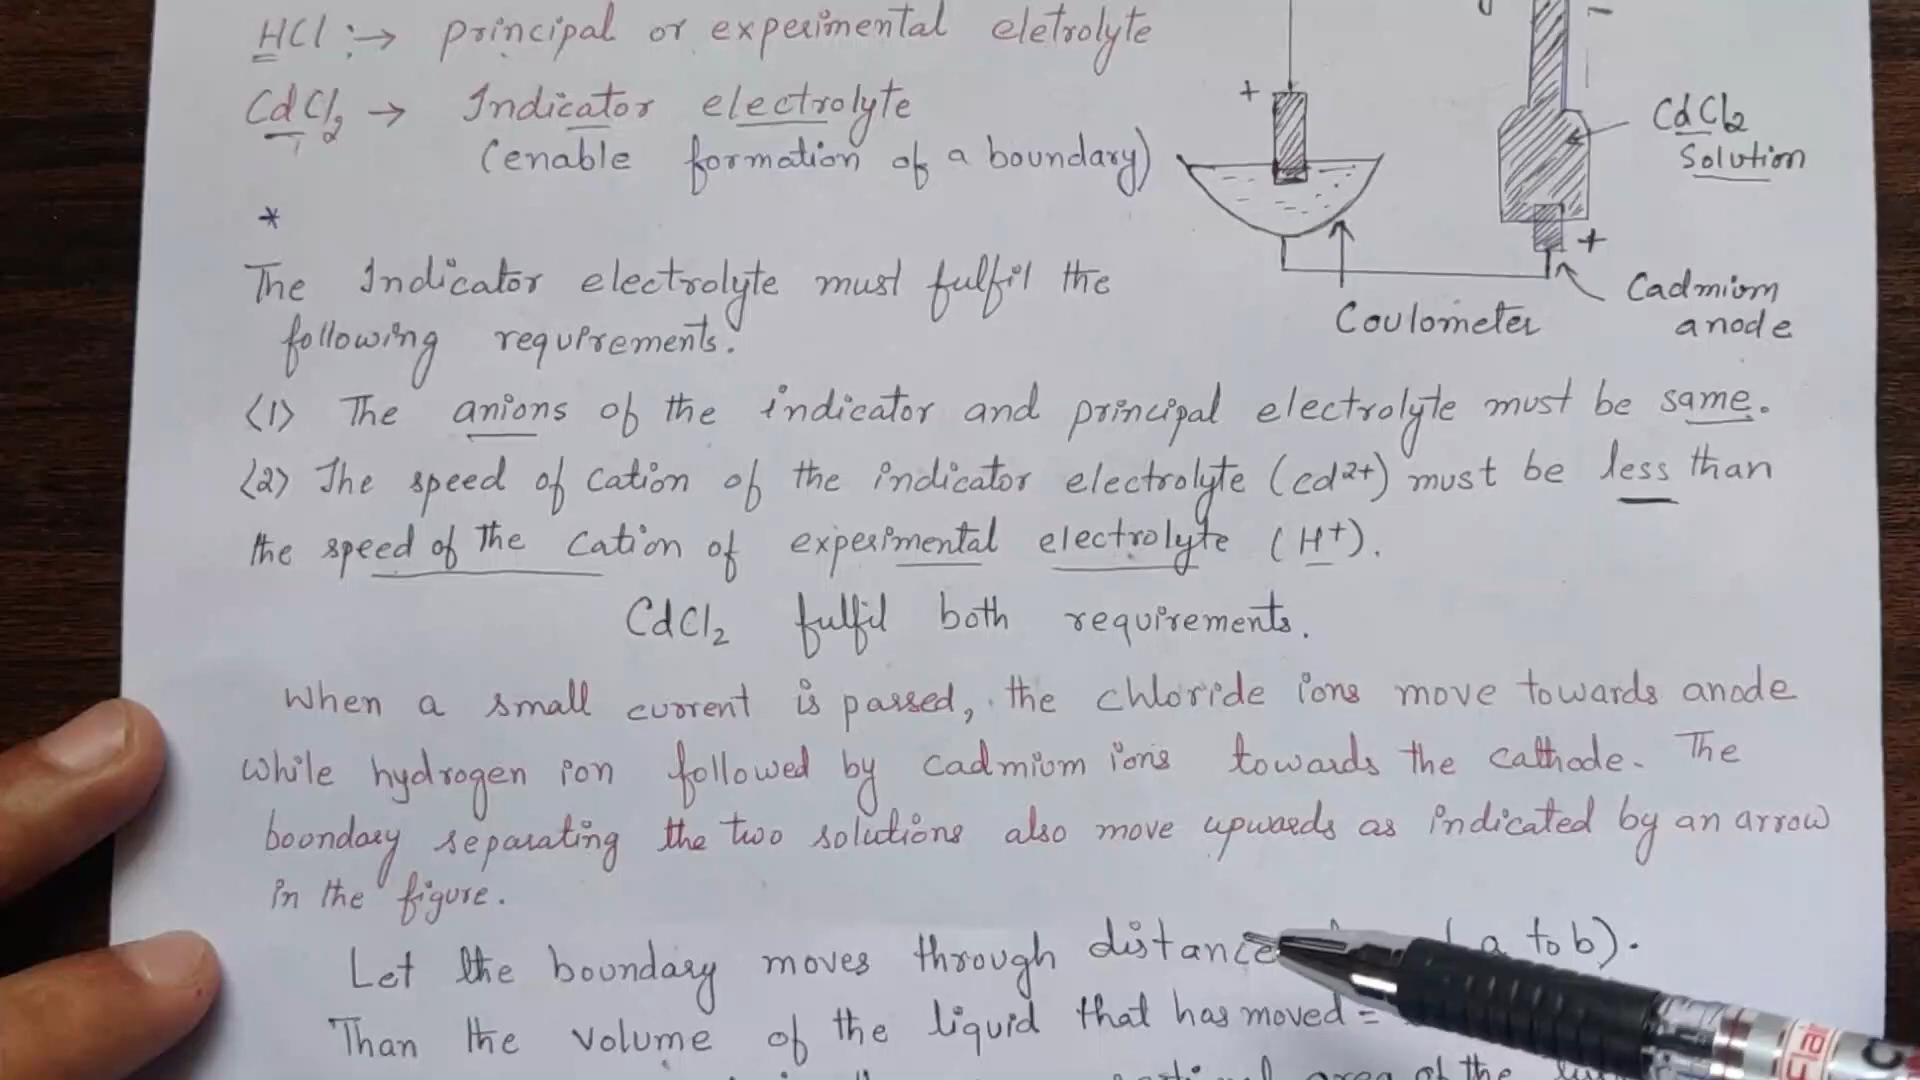 HCl :→ principal or experimental eletrolyte
CdCl2 → Indicator electrolyte
(enable formation of a boundary)
*
The Indicator electrolyte must fulfil the
following requirements.
(1) The anions of the indicator and principal electrolyte must be same.
(2) The speed of cation of the indicator electrolyte (cd2+) must be less than
the speed of the cation of experimental electrolyte (H+).
CdCl2 fulfil both requirements.
When a small current is passed, the chloride ions move towards anode
while hydrogen ion followed by cadmium ions towards the cathode. The
boundary separating the two solutions also move upwards as indicated by an arrow
in the figure.
Let the boundary moves through distance a to b).
Than the volume of the liquid that has moved =
area of the
+
-
CdCl2
Solution
+
Cadmium
anode
Coulometer
Flair